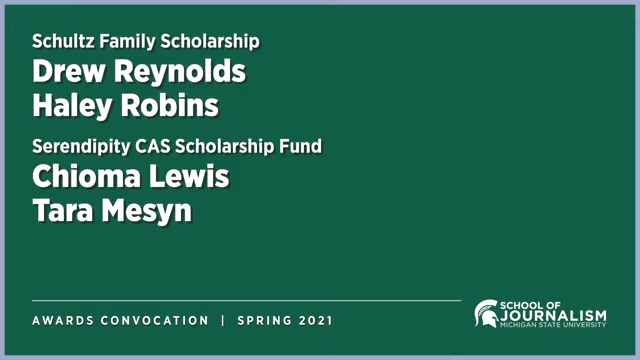 Schultz Family Scholarship
Drew Reynolds
Haley Robins
Serendipity CAS Scholarship Fund
Chioma Lewis
Tara Mesyn
AWARDS CONVOCATION | SPRING 2021
SCHOOL OF
JOURNALISM
MICHIGAN STATE UNIVERSITY